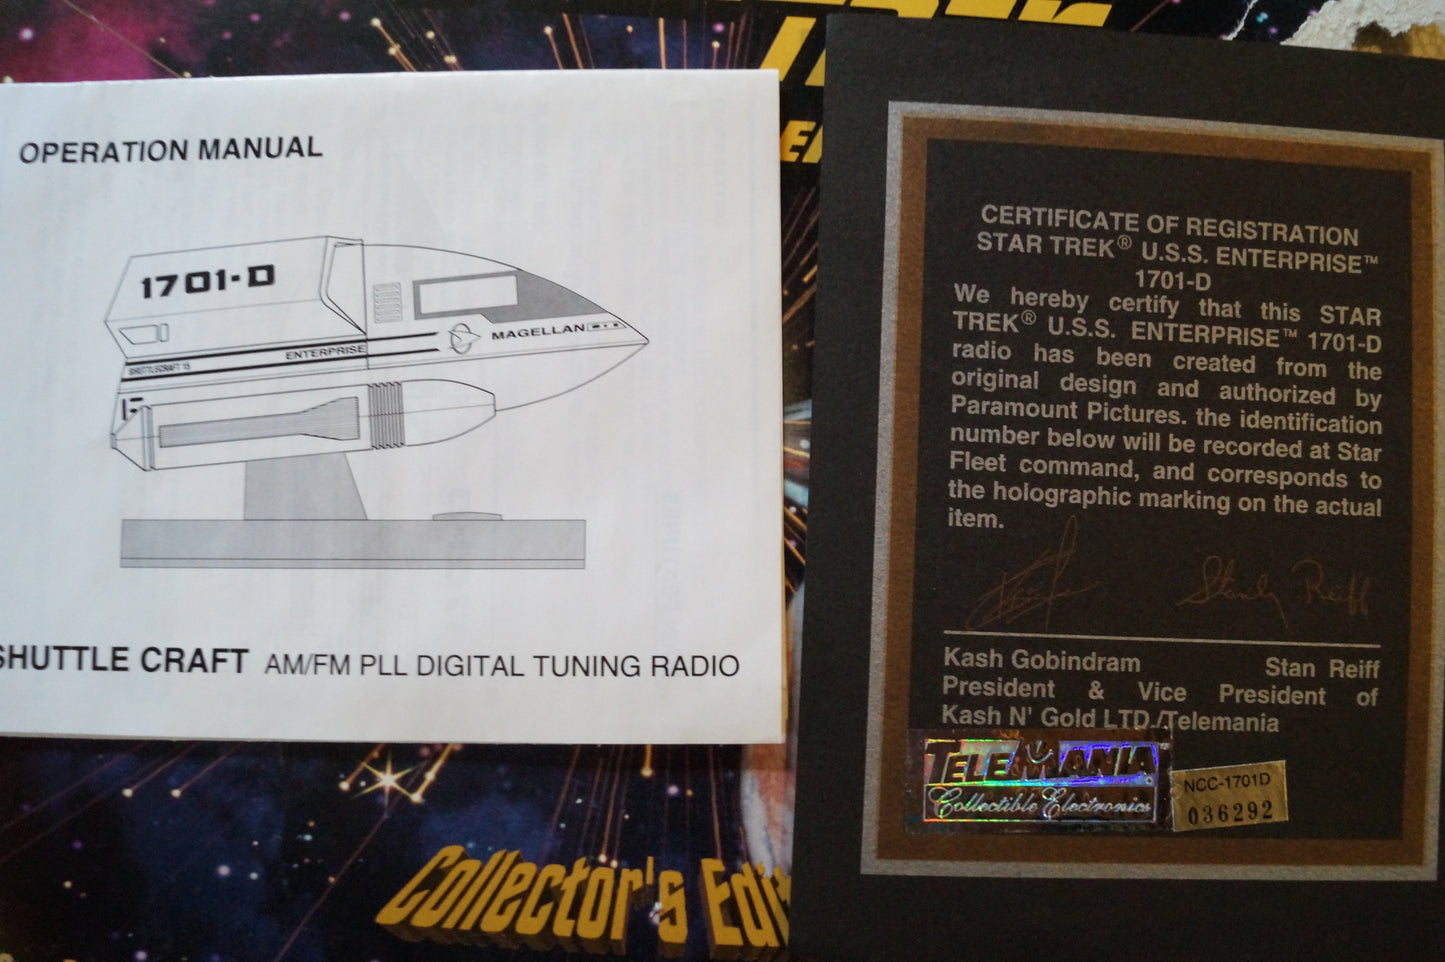 OPERATION MANUAL
1701-D
MAGELLAN
ENTERPRISE
SHUTTLECRAFT 15
SHUTTLE CRAFT AM/FM PLL DIGITAL TUNING RADIO
Collector's
CERTIFICATE OF REGISTRATION
STAR TREK® U.S.S. ENTERPRISE™
1701-D
We hereby certify that this STAR
TREK® U.S.S. ENTERPRISE™ 1701-D
radio has been created from the
original design and authorized by
Paramount Pictures. the identification
number below will be recorded at Star
Fleet command, and corresponds to
the holographic marking on the actual
item.
Stanly Reiff
Kash Gobindram Stan Reiff
President & Vice President of
Kash N' Gold LTD./Telemania
TELEMANIA
Collectible Electronics
NCC-1701D
036292